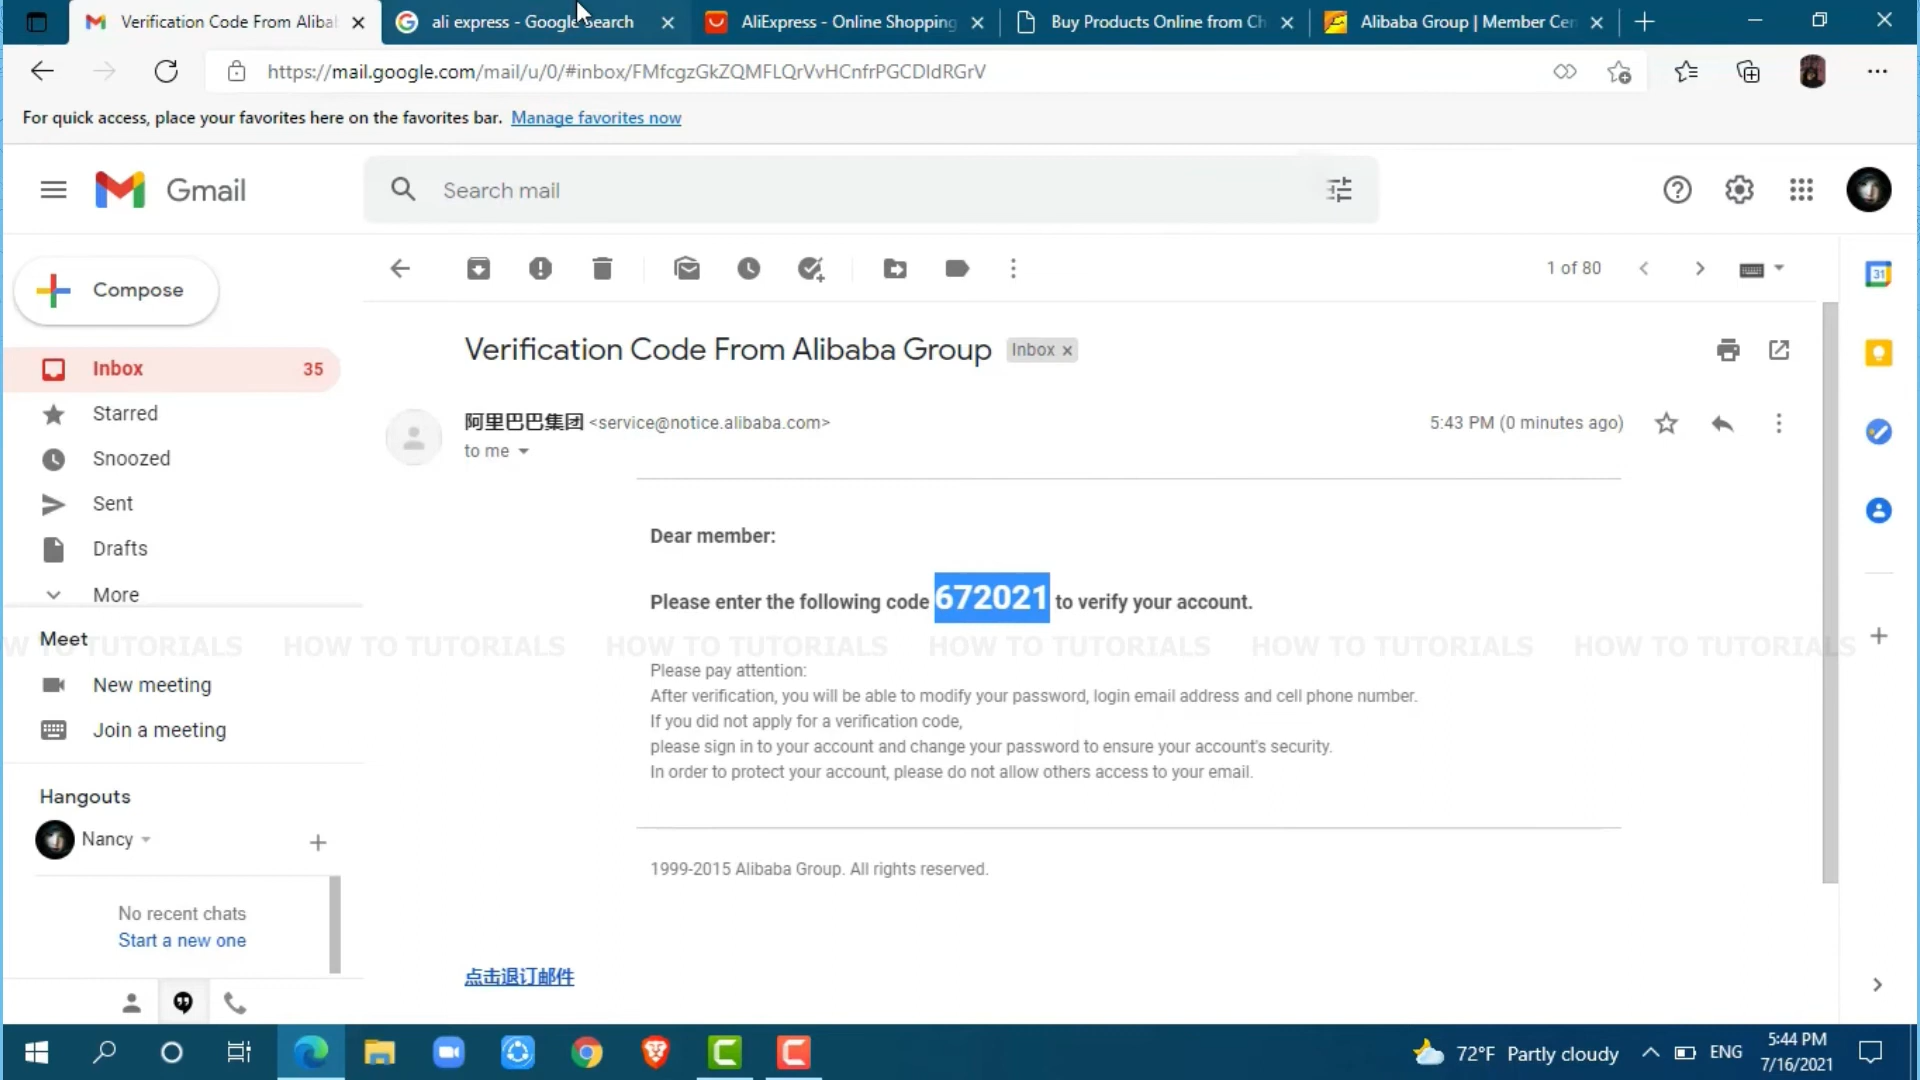 Verification Code From Alibal
ali express - Google Search
AliExpress - Online Shopping
Buy Products Online from Ch
Alibaba Group | Member Cen
https://mail.google.com/mail/u/0/#inbox/FMfcgzGkZQMFLQrVvHCnfrPGCDldRGrV
For quick access, place your favorites here on the favorites bar. Manage favorites now
Gmail
Search mail
Compose
1 of 80
31
Inbox 35
Starred
Snoozed
Sent
Drafts
More
Verification Code From Alibaba Group Inbox x
阿里巴巴集团 <service@notice.alibaba.com>
5:43 PM (0 minutes ago)
to me
Dear member:
Please enter the following code 672021 to verify your account.
Meet
HOW TO TUTORIALS HOW TO TUTORIALS HOW TO TUTORIALS HOW TO TUTORIALS HOW TO TUTORIALS
New meeting
Join a meeting
Please pay attention:
After verification, you will be able to modify your password, login email address and cell phone number.
If you did not apply for a verification code,
please sign in to your account and change your password to ensure your account's security.
In order to protect your account, please do not allow others access to your email.
Hangouts
Nancy
1999-2015 Alibaba Group. All rights reserved.
No recent chats
Start a new one
点击退订邮件
72°F Partly cloudy
ENG
5:44 PM
7/16/2021